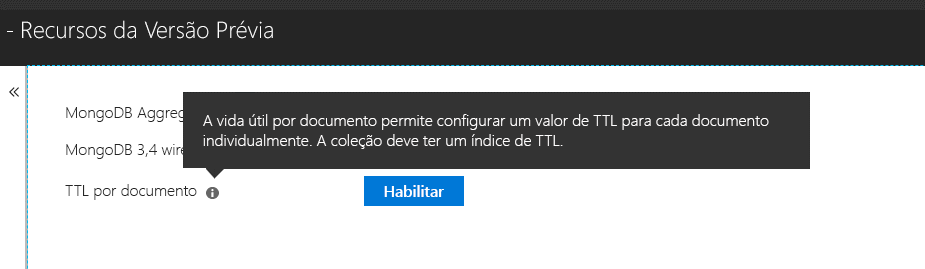 - Recursos da Versão Prévia
«
MongoDB Aggreg
A vida útil por documento permite configurar um valor de TTL para cada documento
individualmente. A coleção deve ter um índice de TTL.
MongoDB 3,4 wire
TTL por documento
Habilitar